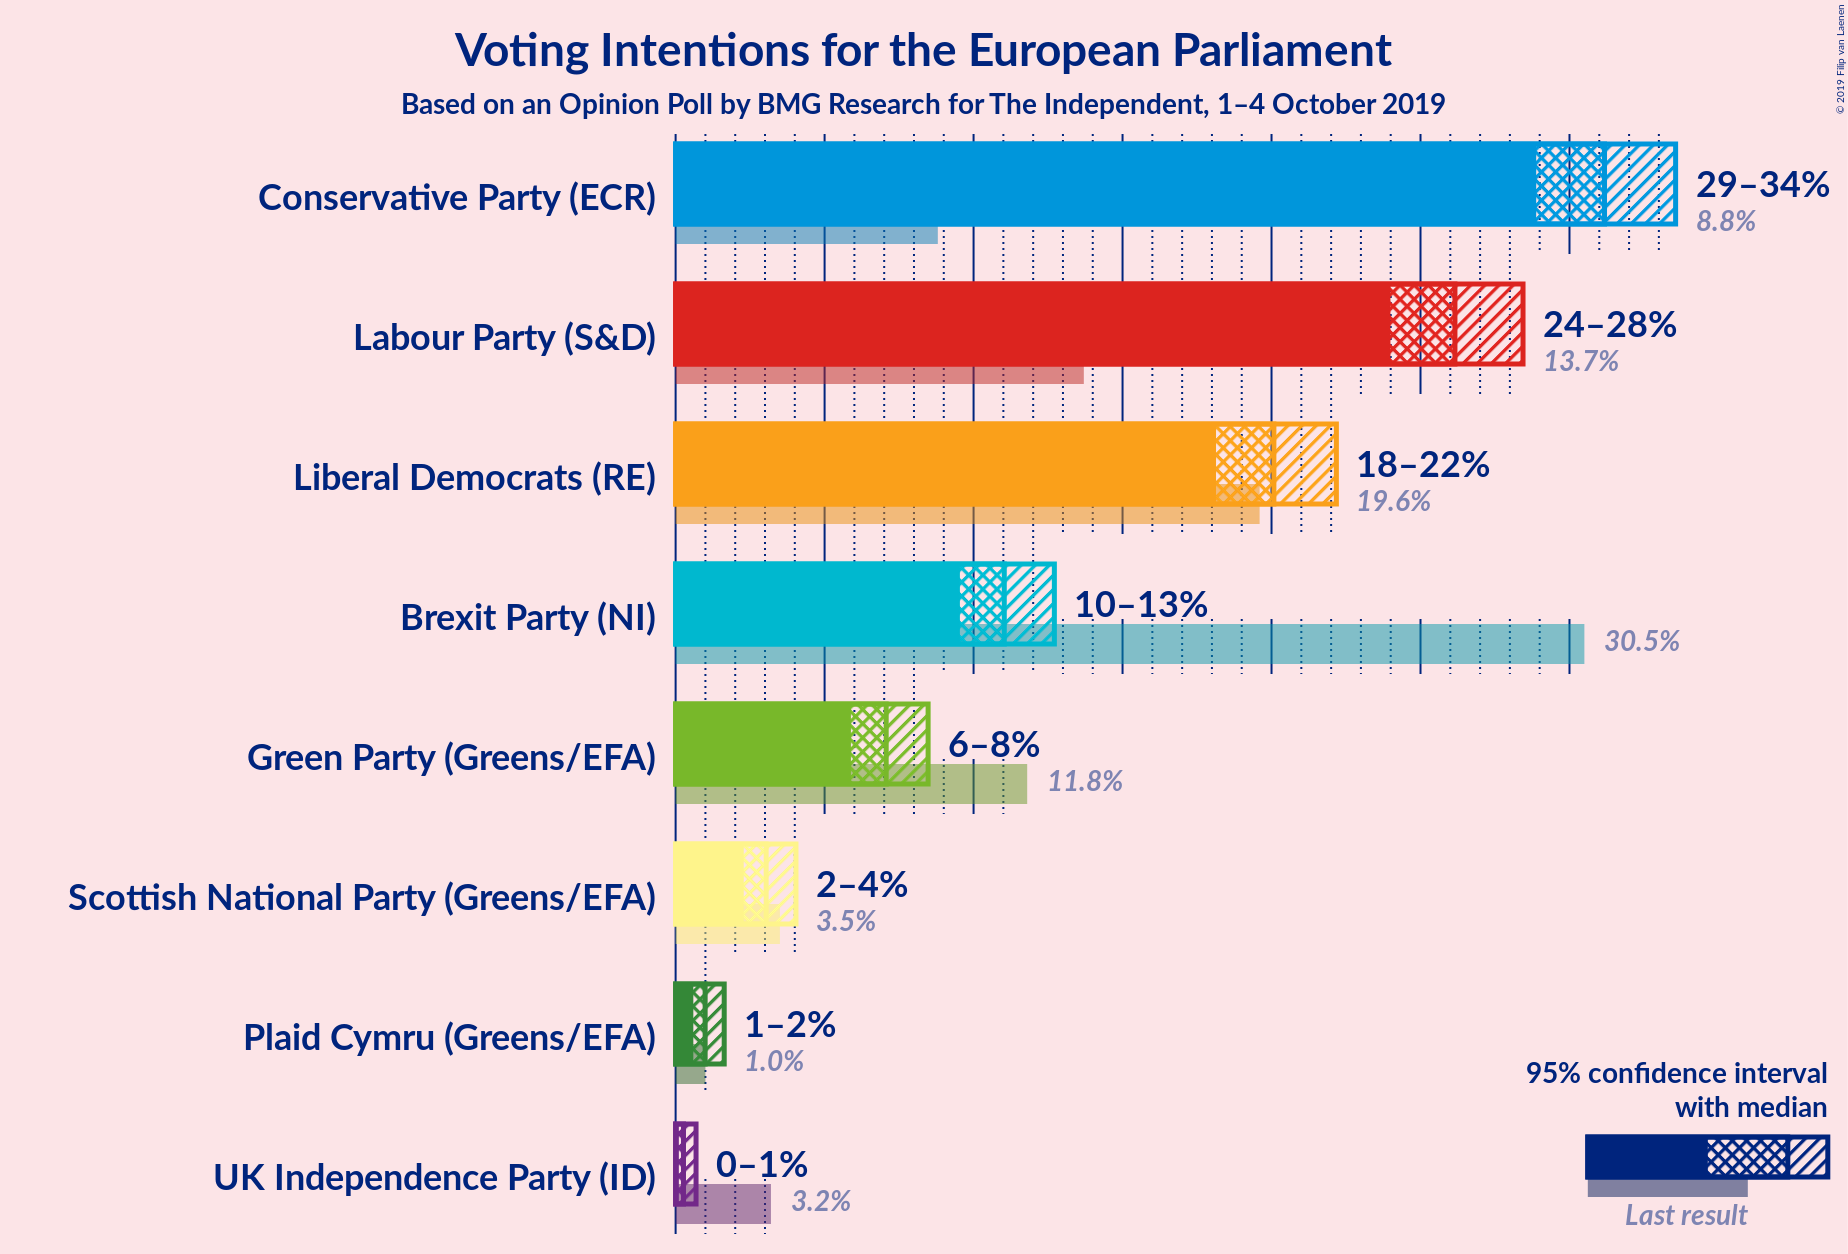 Voting Intentions for the European Parliament
Based on an Opinion Poll by BMG Research for The Independent, 1–4 October 2019
© 2019 Filip van Laenen
Conservative Party (ECR)
29–34%
8.8%
Labour Party (S&D)
24–28%
13.7%
Liberal Democrats (RE)
18–22%
19.6%
Brexit Party (NI)
10–13%
30.5%
Green Party (Greens/EFA)
6–8%
11.8%
Scottish National Party (Greens/EFA)
2–4%
3.5%
Plaid Cymru (Greens/EFA)
1–2%
1.0%
UK Independence Party (ID)
0–1%
3.2%
95% confidence interval
with median
Last result